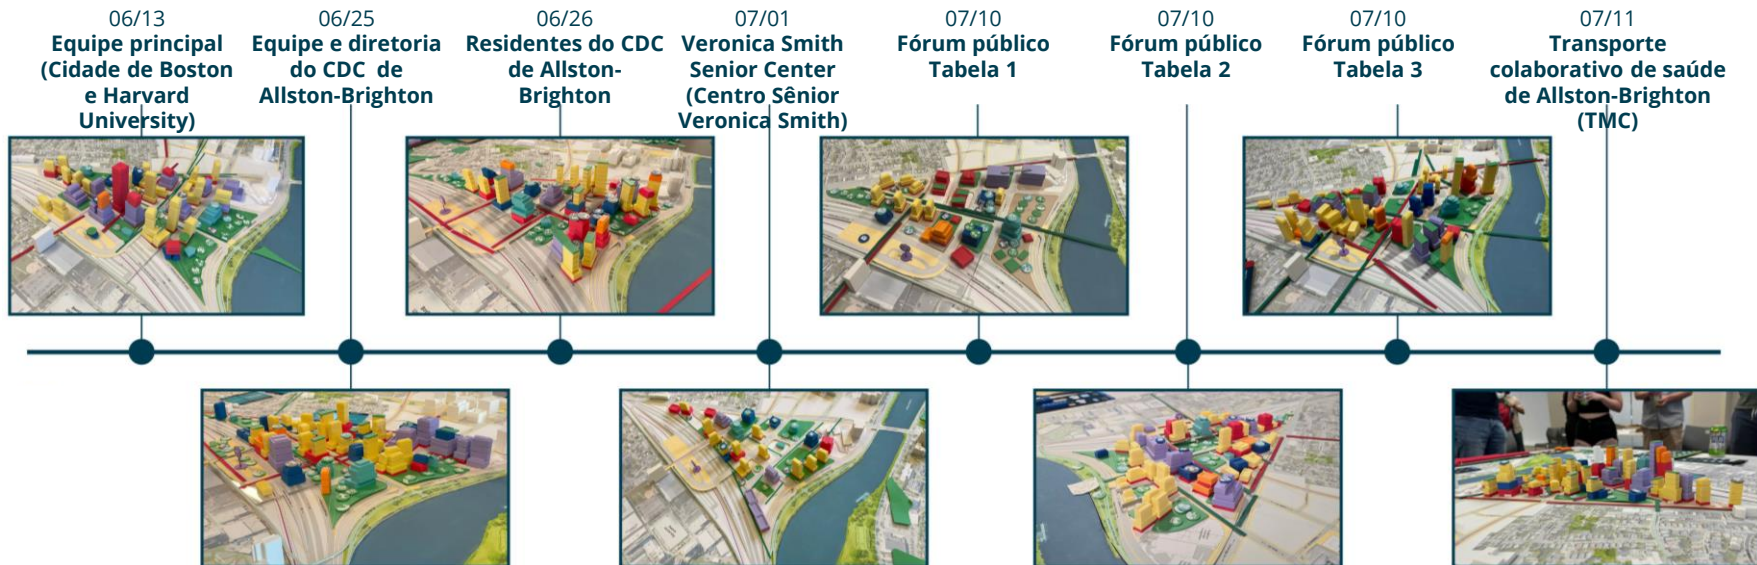 06/13
Equipe principal
(Cidade de Boston
e Harvard
University)
06/25
Equipe e diretoria
do CDC de
Allston-Brighton
06/26
Residentes do CDC
de Allston-
Brighton
07/01
Veronica Smith
Senior Center
(Centro Sênior
Veronica Smith)
07/10
Fórum público
Tabela 1
07/10
Fórum público
Tabela 2
07/10
Fórum público
Tabela 3
07/11
Transporte
colaborativo de saúde
de Allston-Brighton
(TMC)